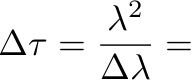 Δτ = λ² / Δλ =